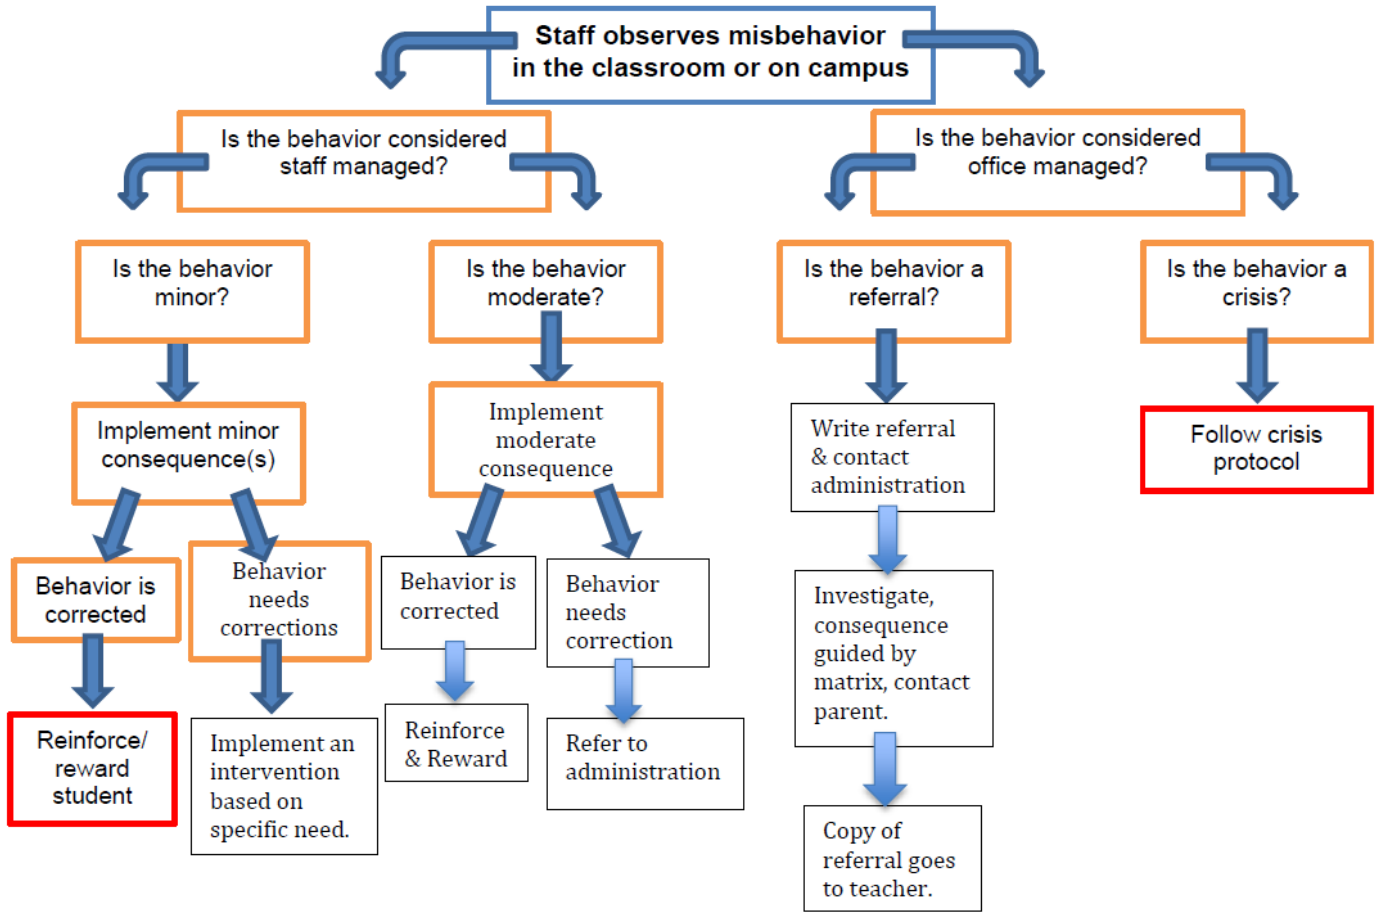 Staff observes misbehavior
in the classroom or on campus
Is the behavior considered
staff managed?
Is the behavior considered
office managed?
Is the behavior
minor?
Is the behavior
moderate?
Is the behavior a
referral?
Is the behavior a
crisis?
Implement minor
consequence(s)
Implement
moderate
consequence
Write referral
& contact
administration
Follow crisis
protocol
Behavior is
corrected
Behavior
needs
corrections
Behavior is
corrected
Behavior
needs
correction
Investigate,
consequence
guided by
matrix, contact
parent.
Reinforce/
reward
student
Implement an
intervention
based on
specific need.
Reinforce
& Reward
Refer to
administration
Copy of
referral goes
to teacher.